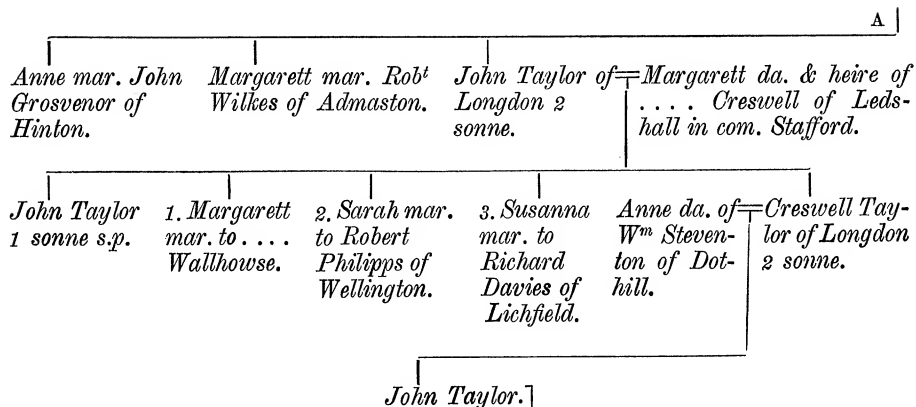 A
Anne mar. John
Grosvenor of
Hinton.
Margarett mar. Robt
Wilkes of Admaston.
John Taylor of
Longdon 2
sonne.
Margarett da. & heire of
.... Creswell of Leds-
hall in com. Stafford.
John Taylor
1 sonne s.p.
1. Margarett
mar. to....
Wallhowse.
2. Sarah mar.
to Robert
Philipps of
Wellington.
3. Susanna
mar. to
Richard
Davies of
Lichfield.
Anne da. of
Wm Steven-
ton of Dot-
hill.
Creswell Tay-
lor of Longdon
2 sonne.
John Taylor.]